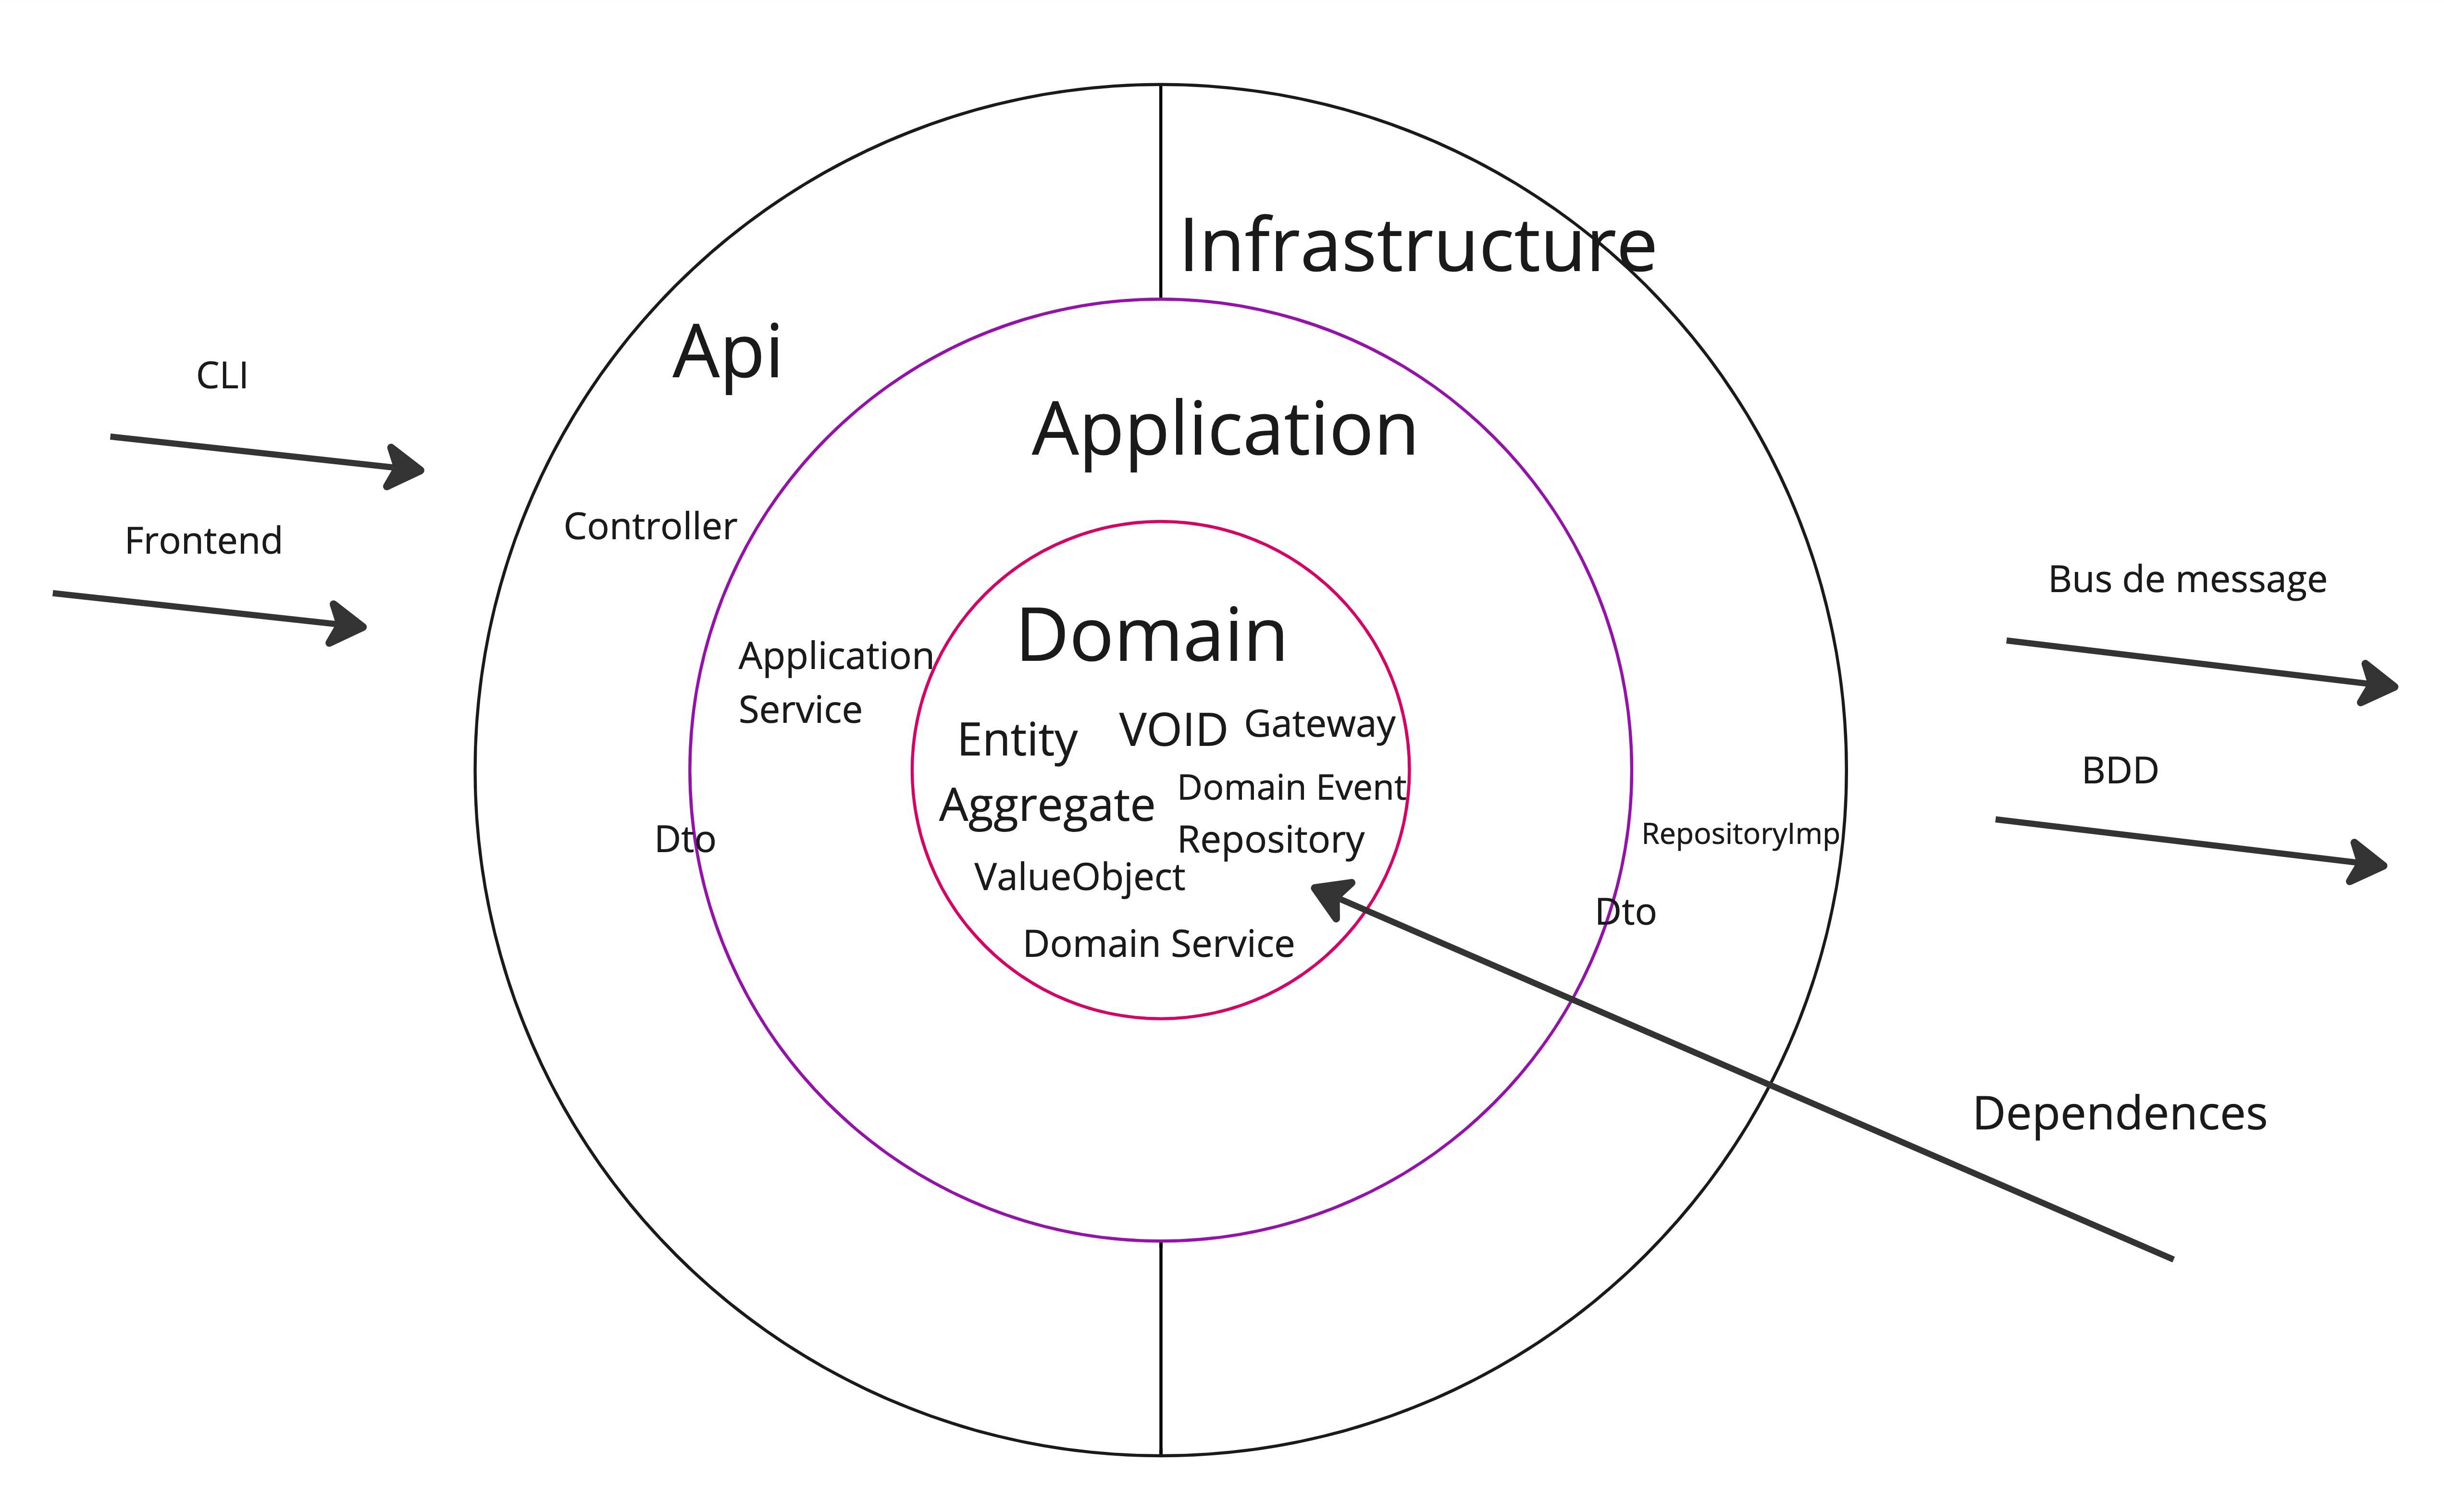 Infrastructure
Api
CLI
Application
Controller
Frontend
Bus de message
Domain
Application
Service
Entity
VOID
Gateway
BDD
Domain Event
Aggregate
Dto
Repository
RepositoryImp
ValueObject
Dto
Domain Service
Dependences